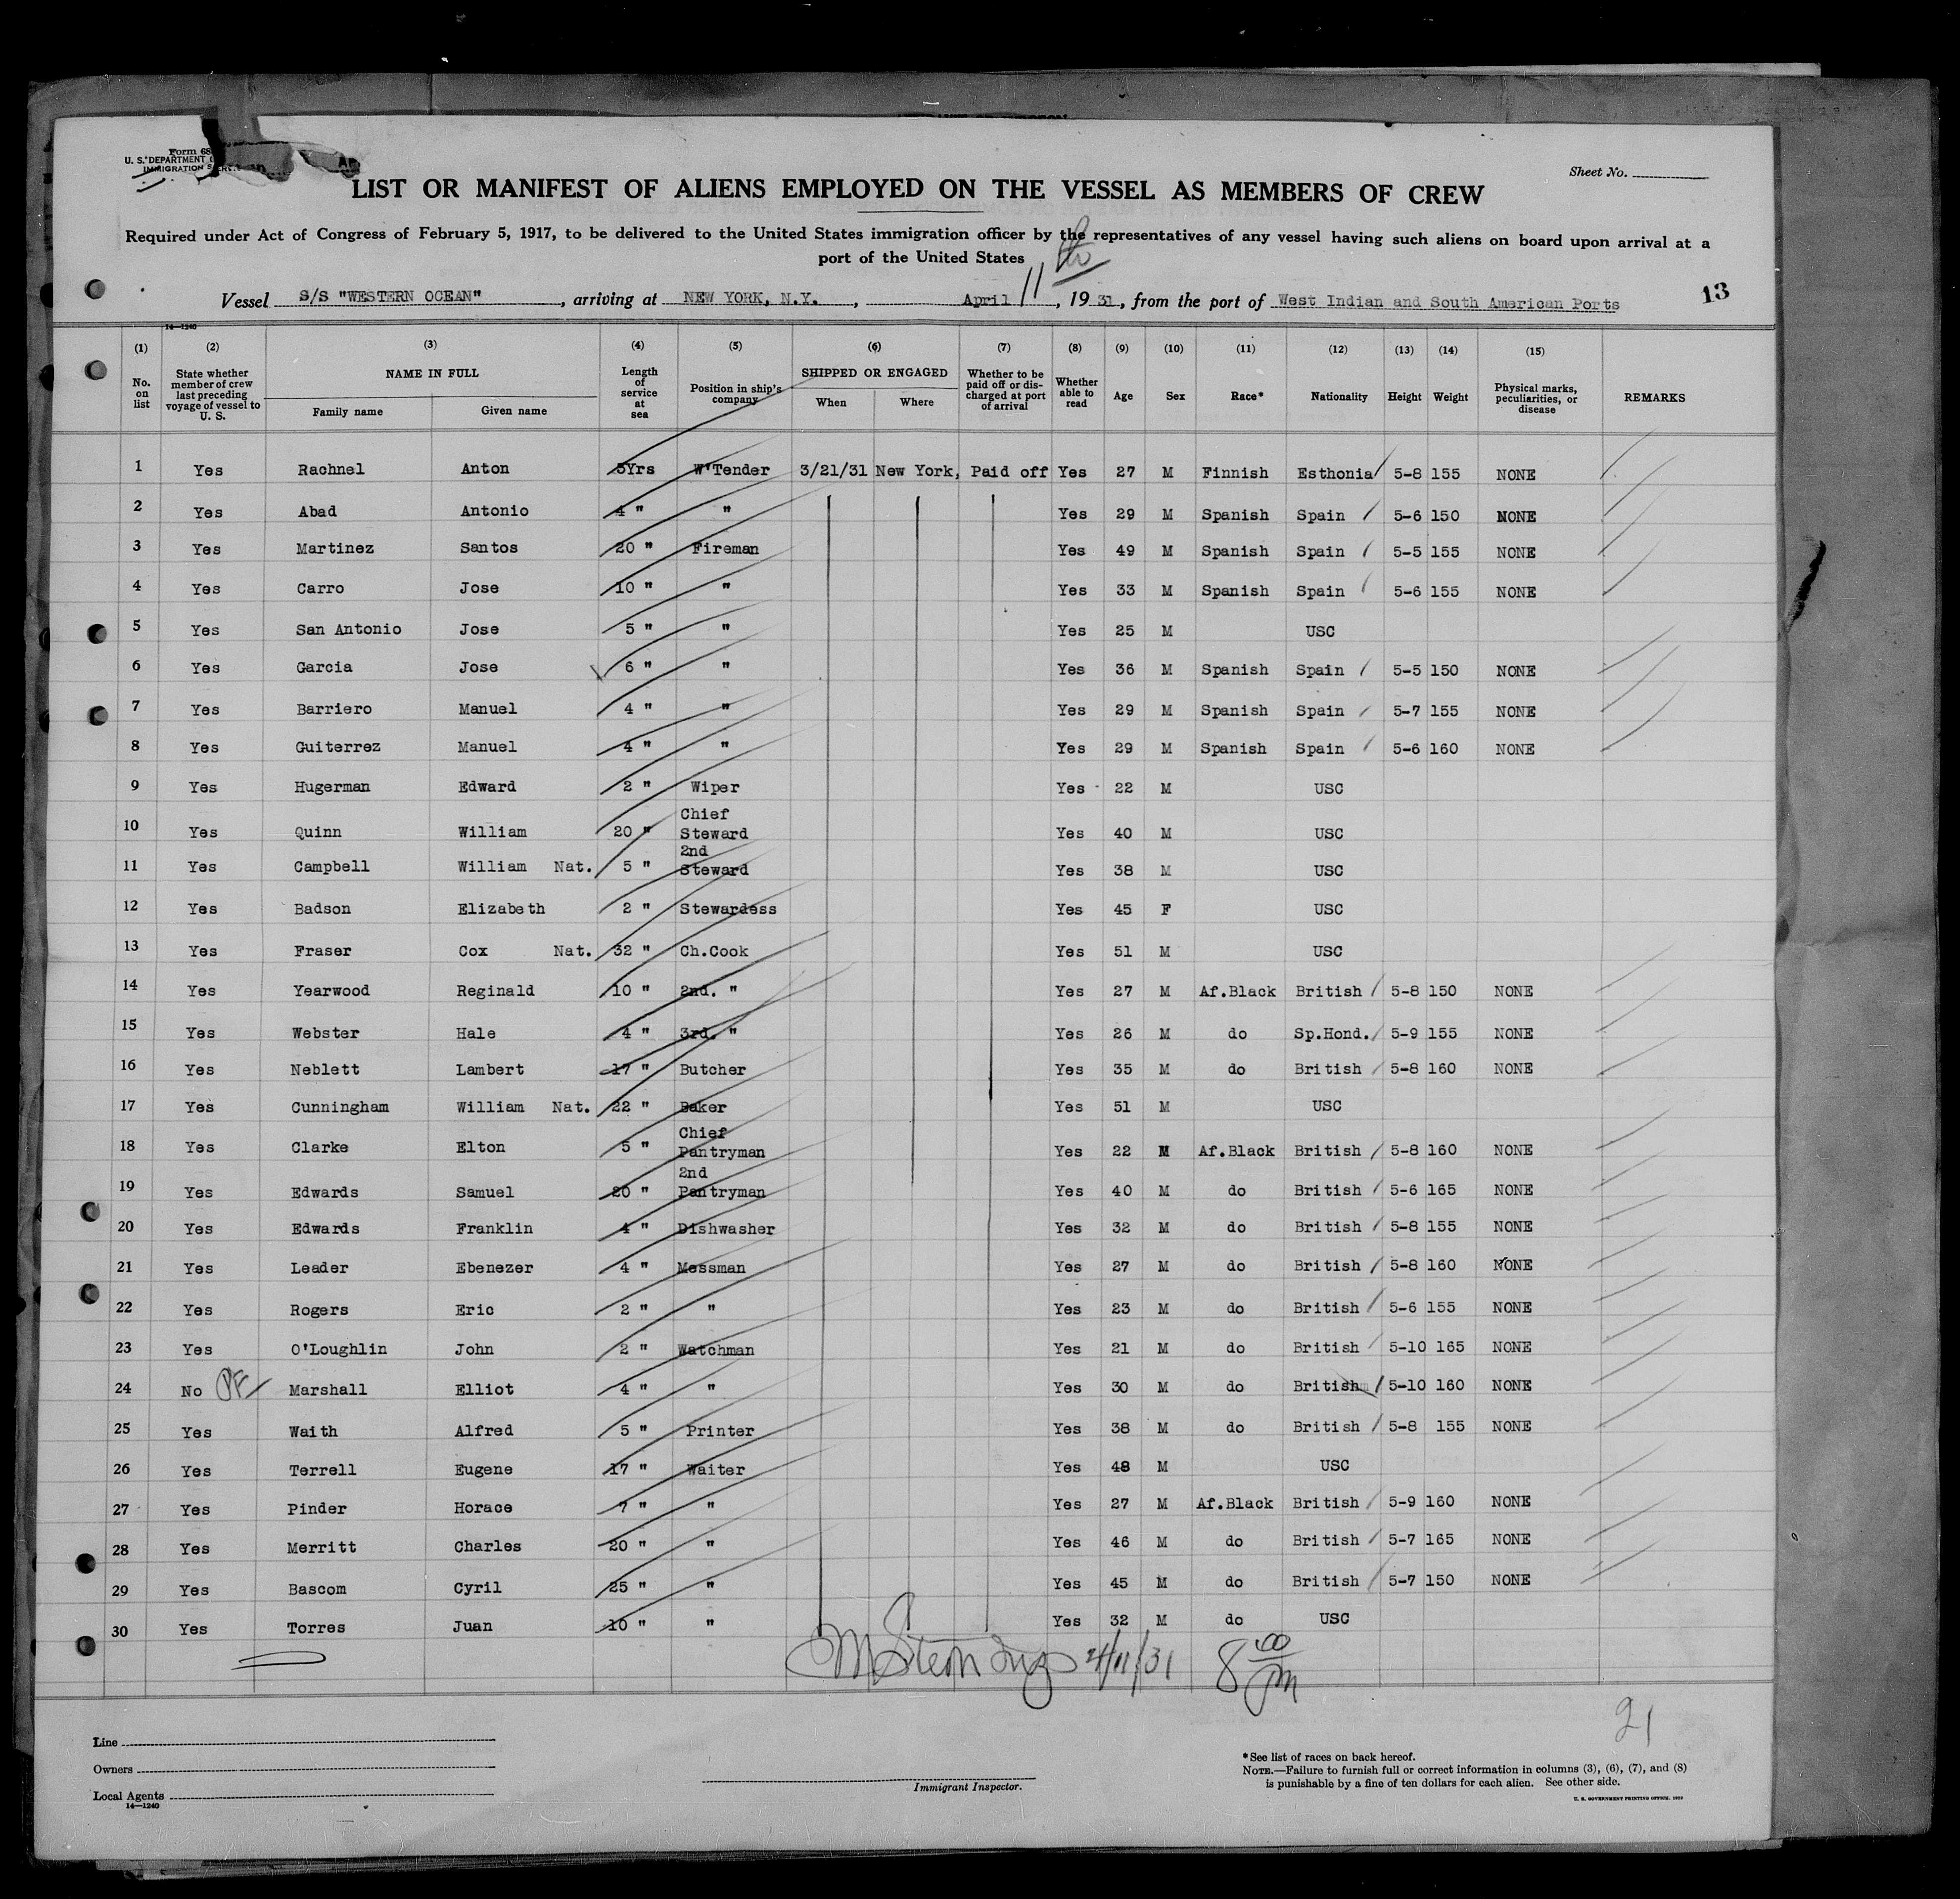 Form 68
U. S. DEPARTMENT
IMMIGRATION SERV.
Sheet No.
LIST OR MANIFEST OF ALIENS EMPLOYED ON THE VESSEL AS MEMBERS OF CREW
Required under Act of Congress of February 5, 1917, to be delivered to the United States immigration officer by the representatives of any vessel having such aliens on board upon arrival at a
port of the United States
Vessel S/S "WESTERN OCEAN", arriving at NEW YORK, N.Y., April 11th, 1931, from the port of West Indian and South American Ports
13
14—1240
(1) (2) (3) (4) (5) (6) (7) (8) (9) (10) (11) (12) (13) (14) (15)
No. on list State whether member of crew last preceding voyage of vessel to U. S. NAME IN FULL Family name Given name Length of service at sea Position in ship's company SHIPPED OR ENGAGED When Where Whether to be paid off or discharged at port of arrival Whether able to read Age Sex Race* Nationality Height Weight Physical marks, peculiarities, or disease REMARKS
1 Yes Rachnel Anton 5Yrs W'Tender 3/21/31 New York, Paid off Yes 27 M Finnish Esthonia 5-8 155 NONE
2 Yes Abad Antonio 4 " " Yes 29 M Spanish Spain 5-6 150 NONE
3 Yes Martinez Santos 20 " Fireman Yes 49 M Spanish Spain 5-5 155 NONE
4 Yes Carro Jose 10 " " Yes 33 M Spanish Spain 5-6 155 NONE
5 Yes San Antonio Jose 5 " " Yes 25 M USC
6 Yes Garcia Jose 6 " " Yes 36 M Spanish Spain 5-5 150 NONE
7 Yes Barriero Manuel 4 " " Yes 29 M Spanish Spain 5-7 155 NONE
8 Yes Guiterrez Manuel 4 " " Yes 29 M Spanish Spain 5-6 160 NONE
9 Yes Hugerman Edward 2 " Wiper Yes 22 M USC
10 Yes Quinn William 20 " Chief Steward Yes 40 M USC
11 Yes Campbell William Nat. 5 " 2nd Steward Yes 38 M USC
12 Yes Badson Elizabeth 2 " Stewardess Yes 45 F USC
13 Yes Fraser Cox Nat. 32 " Ch.Cook Yes 51 M USC
14 Yes Yearwood Reginald 10 " 2nd. " Yes 27 M Af.Black British 5-8 150 NONE
15 Yes Webster Hale 4 " 3rd. " Yes 26 M do Sp.Hond. 5-9 155 NONE
16 Yes Neblett Lambert 17 " Butcher Yes 35 M do British 5-8 160 NONE
17 Yes Cunningham William Nat. 22 " Baker Yes 51 M USC
18 Yes Clarke Elton 5 " Chief Pantryman Yes 22 M Af.Black British 5-8 160 NONE
19 Yes Edwards Samuel 20 " 2nd Pantryman Yes 40 M do British 5-6 165 NONE
20 Yes Edwards Franklin 4 " Dishwasher Yes 32 M do British 5-8 155 NONE
21 Yes Leader Ebenezer 4 " Messman Yes 27 M do British 5-8 160 NONE
22 Yes Rogers Eric 2 " " Yes 23 M do British 5-6 155 NONE
23 Yes O'Loughlin John 2 " Watchman Yes 21 M do British 5-10 165 NONE
24 No PF Marshall Elliot 4 " " Yes 30 M do British 5-10 160 NONE
25 Yes Waith Alfred 5 " Printer Yes 38 M do British 5-8 155 NONE
26 Yes Terrell Eugene 17 " Waiter Yes 48 M USC
27 Yes Pinder Horace 7 " " Yes 27 M Af.Black British 5-9 160 NONE
28 Yes Merritt Charles 20 " " Yes 46 M do British 5-7 165 NONE
29 Yes Bascom Cyril 25 " " Yes 45 M do British 5-7 150 NONE
30 Yes Torres Juan 10 " " Yes 32 M do USC
4/11/31 8 00 pm
21
Line
Owners
Local Agents
14—1240
Immigrant Inspector.
*See list of races on back hereof.
NOTE.—Failure to furnish full or correct information in columns (3), (6), (7), and (8)
is punishable by a fine of ten dollars for each alien. See other side.
U. S. GOVERNMENT PRINTING OFFICE. 1929